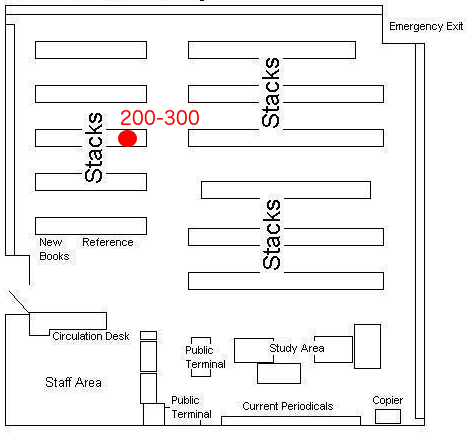 Emergency Exit
Stacks
200-300
Stacks
Stacks
New Books
Reference
Circulation Desk
Public
Terminal
Study Area
Staff Area
Public
Terminal
Current Periodicals
Copier